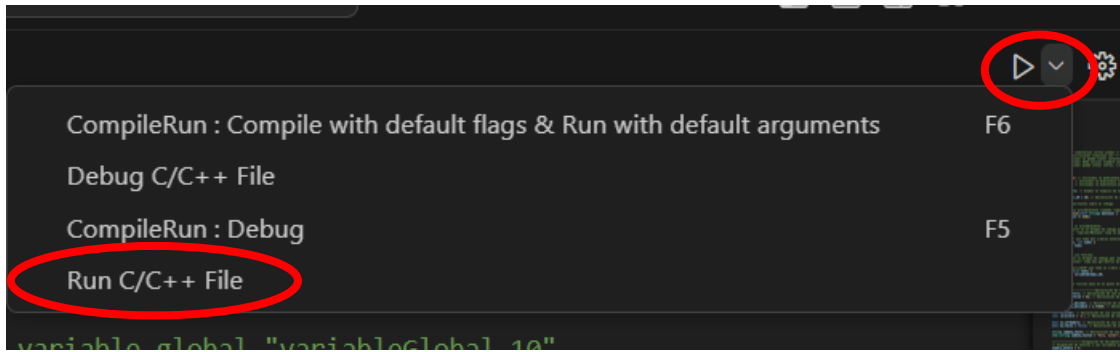 CompileRun : Compile with default flags & Run with default arguments F6
Debug C/C++ File
CompileRun : Debug F5
Run C/C++ File
variable global "variableGlobal 10"